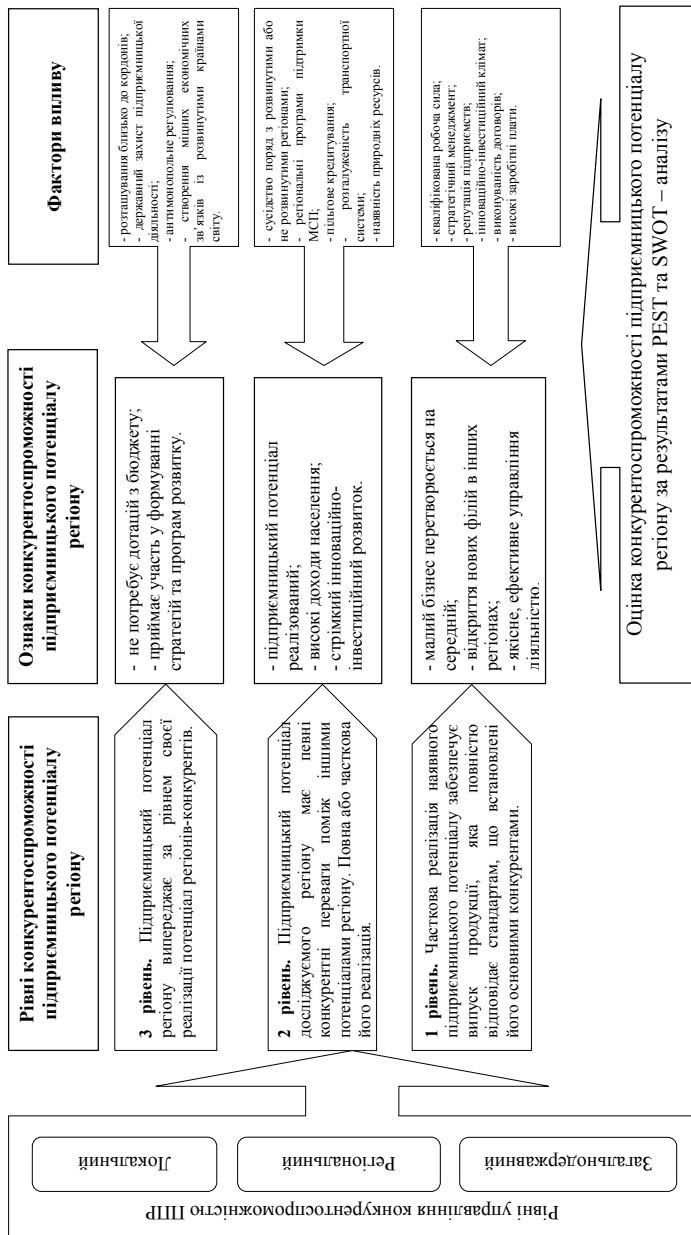 Рівні управління конкурентоспроможністю ППР
Локальний
Регіональний
Загальнодержавний
Рівні конкурентоспроможності
підприємницького потенціалу
регіону
3 рівень. Підприємницький потенціал
регіону випереджає за рівнем своєї
реалізації потенціал регіонів-конкурентів.
2 рівень. Підприємницький потенціал
досліджуємого регіону має певні
конкурентні переваги поміж іншими
потенціалами регіону. Повна або часткова
його реалізація.
1 рівень. Часткова реалізація наявного
підприємницького потенціалу забезпечує
випуск продукції, яка повністю
відповідає стандартам, що встановлені
його основними конкурентами.
Ознаки конкурентоспроможності
підприємницького потенціалу
регіону
- не потребує дотацій з бюджету;
- приймає участь у формуванні
стратегій та програм розвитку.
- підприємницький потенціал
реалізований;
- високі доходи населення;
- стрімкий інноваційно-
інвестиційний розвиток.
- малий бізнес перетворюється на
середній;
- відкриття нових філій в інших
регіонах;
- якісне, ефективне управління
діяльністю.
Фактори впливу
- розташування близько до кордонів;
- державний захист підприємницької
діяльності;
- антимонопольне регулювання;
- створення міцних економічних
зв’язків із розвинутими країнами
світу.
- сусідство поряд з розвинутими або
не розвинутими регіонами;
- регіональні програми підтримки
МСП;
- пільгове кредитування;
- розгалуженість транспортної
системи;
- наявність природних ресурсів.
- кваліфікована робоча сила;
- стратегічний менеджмент;
- репутація підприємств;
- інноваційно-інвестиційний клімат;
- виконуваність договорів;
- високі заробітні плати.
Оцінка конкурентоспроможності підприємницького потенціалу
регіону за результатами PEST та SWOT – аналізу